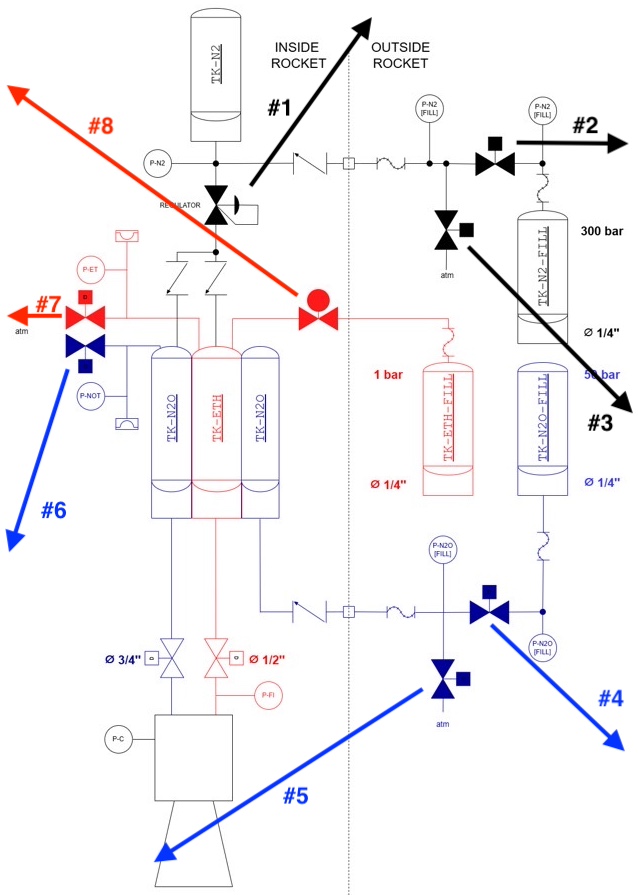 TK-N2
INSIDE
ROCKET
OUTSIDE
ROCKET
#1
#8
P-N2
[FILL]
P-N2
[FILL]
#2
P-N2
REGULATOR
atm
TK-N2-FILL
300 bar
Ø 1/4"
P-ET
#7
atm
P-NOT
TK-N2O
TK-ETH
TK-N2O
1 bar
TK-ETH-FILL
Ø 1/4"
TK-N2O-FILL
50 bar
#3
Ø 1/4"
#6
P-N2O
[FILL]
P-N2O
[FILL]
Ø 3/4"
Ø 1/2"
P-FI
atm
#4
P-C
#5